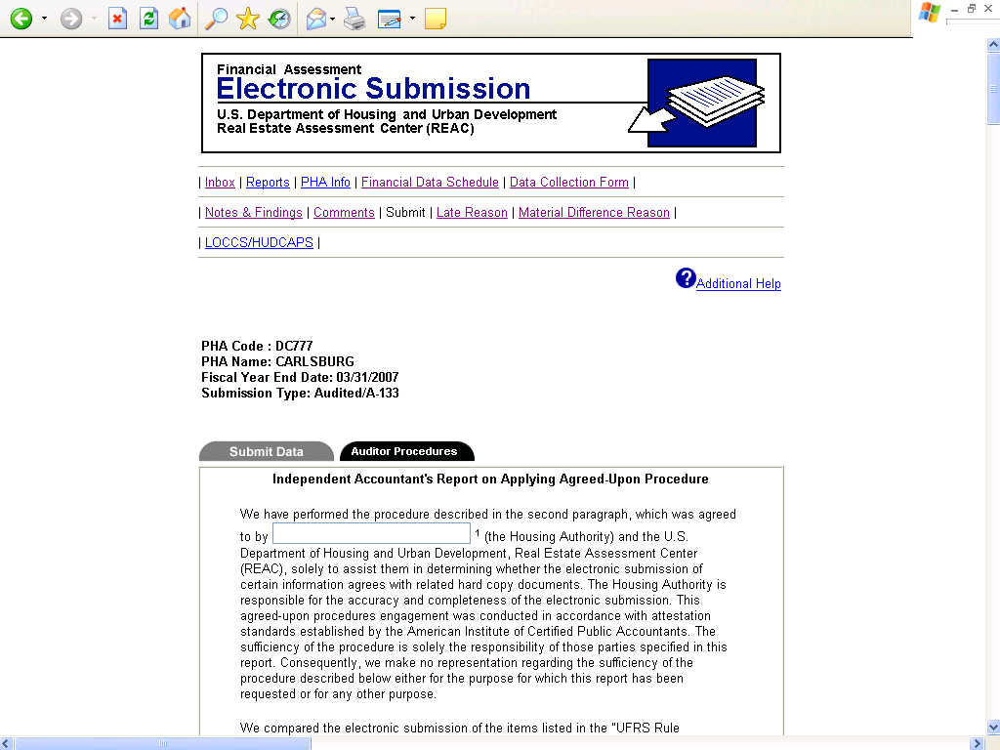 Financial Assessment
Electronic Submission
U.S. Department of Housing and Urban Development
Real Estate Assessment Center (REAC)
| Inbox | Reports | PHA Info | Financial Data Schedule | Data Collection Form |
| Notes & Findings | Comments | Submit | Late Reason | Material Difference Reason |
| LOCCS/HUDCAPS |
? Additional Help
PHA Code : DC777
PHA Name: CARLSBURG
Fiscal Year End Date: 03/31/2007
Submission Type: Audited/A-133
Submit Data Auditor Procedures
Independent Accountant's Report on Applying Agreed-Upon Procedure
We have performed the procedure described in the second paragraph, which was agreed
to by 1 (the Housing Authority) and the U.S.
Department of Housing and Urban Development, Real Estate Assessment Center
(REAC), solely to assist them in determining whether the electronic submission of
certain information agrees with related hard copy documents. The Housing Authority is
responsible for the accuracy and completeness of the electronic submission. This
agreed-upon procedures engagement was conducted in accordance with attestation
standards established by the American Institute of Certified Public Accountants. The
sufficiency of the procedure is solely the responsibility of those parties specified in this
report. Consequently, we make no representation regarding the sufficiency of the
procedure described below either for the purpose for which this report has been
requested or for any other purpose.
We compared the electronic submission of the items listed in the "UFRS Rule